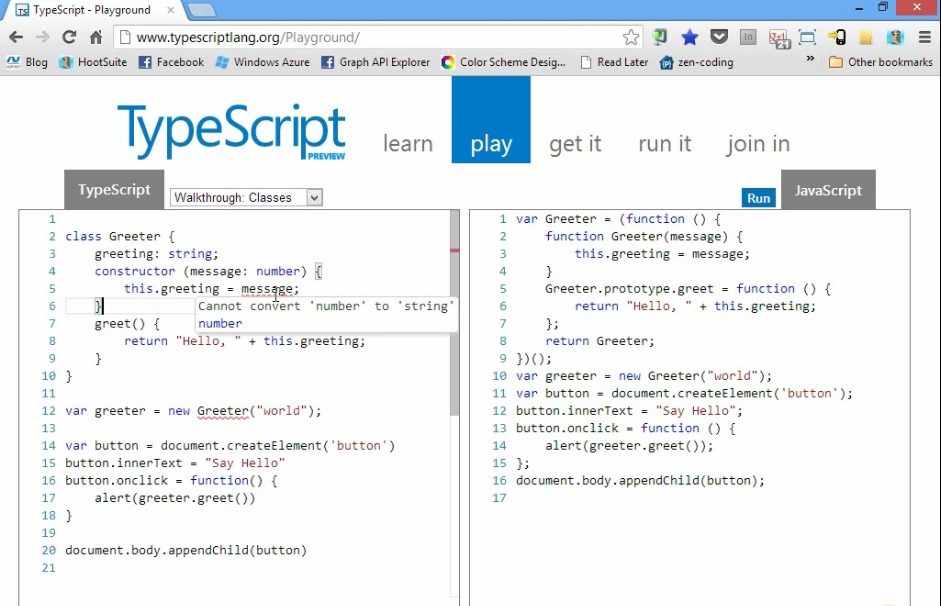 TypeScript - Playground
www.typescriptlang.org/Playground/
21
Blog HootSuite Facebook Windows Azure Graph API Explorer Color Scheme Desig... Read Later zen-coding » Other bookmarks
TypeScript
PREVIEW
learn play get it run it join in
TypeScript
Walkthrough: Classes
Run
JavaScript
1
2 class Greeter {
3 greeting: string;
4 constructor (message: number) {
5 this.greeting = message;
6 }
Cannot convert 'number' to 'string'
number
7 greet() {
8 return "Hello, " + this.greeting;
9 }
10 }
11
12 var greeter = new Greeter("world");
13
14 var button = document.createElement('button')
15 button.innerText = "Say Hello"
16 button.onclick = function() {
17 alert(greeter.greet())
18 }
19
20 document.body.appendChild(button)
21
1 var Greeter = (function () {
2 function Greeter(message) {
3 this.greeting = message;
4 }
5 Greeter.prototype.greet = function () {
6 return "Hello, " + this.greeting;
7 };
8 return Greeter;
9 })();
10 var greeter = new Greeter("world");
11 var button = document.createElement('button');
12 button.innerText = "Say Hello";
13 button.onclick = function () {
14 alert(greeter.greet());
15 };
16 document.body.appendChild(button);
17